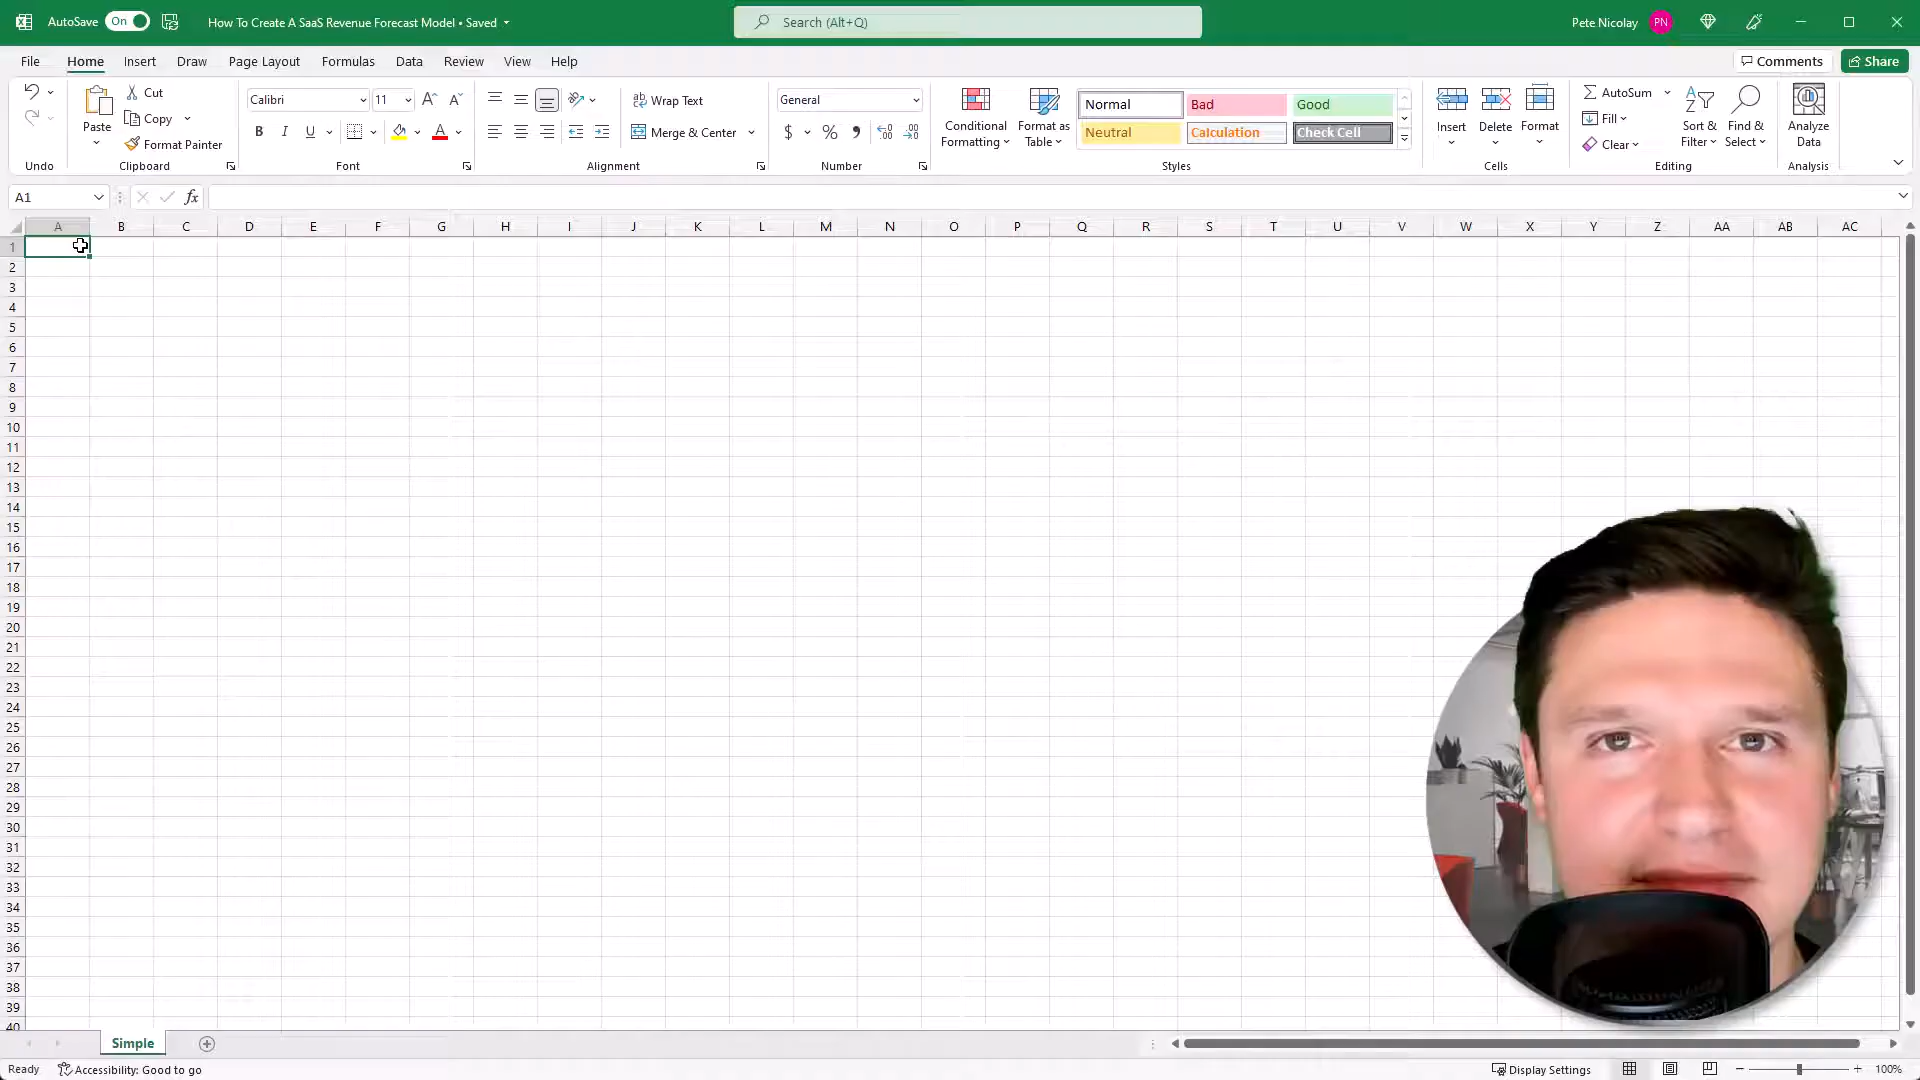 AutoSave On How To Create A SaaS Revenue Forecast Model • Saved Search (Alt+Q) Pete Nicolay PN
File Home Insert Draw Page Layout Formulas Data Review View Help Comments Share
Cut
Copy
Format Painter
Paste
Calibri 11
B I U
Wrap Text
Merge & Center
General
$ % 9
Conditional Formatting
Format as Table
Normal Bad Good
Neutral Calculation Check Cell
Insert Delete Format
AutoSum
Fill
Clear
Sort & Filter
Find & Select
Analyze Data
Undo Clipboard Font Alignment Number Styles Cells Editing Analysis
A1 fx
A B C D E F G H I J K L M N O P Q R S T U V W X Y Z AA AB AC
1
2
3
4
5
6
7
8
9
10
11
12
13
14
15
16
17
18
19
20
21
22
23
24
25
26
27
28
29
30
31
32
33
34
35
36
37
38
39
40
Simple
Ready Accessibility: Good to go Display Settings 100%